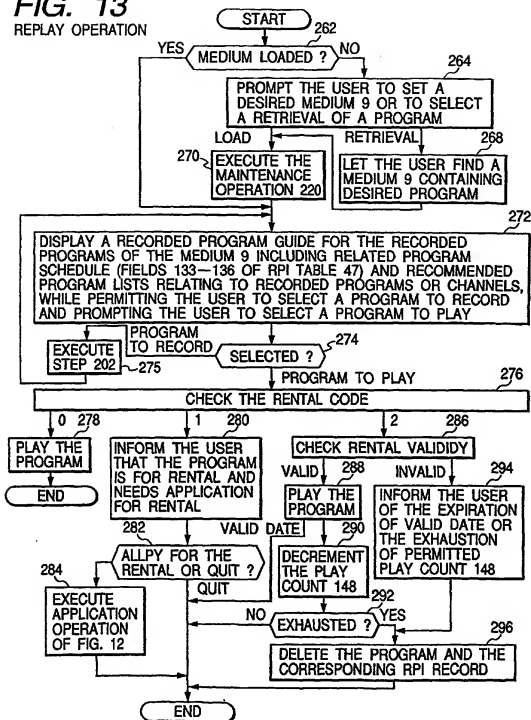 FIG. 13
REPLAY OPERATION
START
262
YES
MEDIUM LOADED ?
NO
264
PROMPT THE USER TO SET A
DESIRED MEDIUM 9 OR TO SELECT
A RETRIEVAL OF A PROGRAM
LOAD
RETRIEVAL
268
270
EXECUTE THE
MAINTENANCE
OPERATION 220
LET THE USER FIND A
MEDIUM 9 CONTAINING
DESIRED PROGRAM
272
DISPLAY A RECORDED PROGRAM GUIDE FOR THE RECORDED
PROGRAMS OF THE MEDIUM 9 INCLUDING RELATED PROGRAM
SCHEDULE (FIELDS 133—136 OF RPI TABLE 47) AND RECOMMENDED
PROGRAM LISTS RELATING TO RECORDED PROGRAMS OR CHANNELS,
WHILE PERMITTING THE USER TO SELECT A PROGRAM TO RECORD
AND PROMPTING THE USER TO SELECT A PROGRAM TO PLAY
PROGRAM
TO RECORD
274
EXECUTE
STEP 202
275
SELECTED ?
PROGRAM TO PLAY
276
CHECK THE RENTAL CODE
0
278
1
280
2
286
PLAY THE
PROGRAM
END
INFORM THE USER
THAT THE PROGRAM
IS FOR RENTAL AND
NEEDS APPLICATION
FOR RENTAL
CHECK RENTAL VALIDIDY
VALID
288
INVALID
294
PLAY THE
PROGRAM
INFORM THE USER
OF THE EXPIRATION
OF VALID DATE OR
THE EXHAUSTION
OF PERMITTED
PLAY COUNT 148
282
VALID DATE
290
ALLPY FOR THE
RENTAL OR QUIT ?
DECREMENT
THE PLAY
COUNT 148
284
QUIT
292
EXECUTE
APPLICATION
OPERATION
OF FIG. 12
NO
EXHAUSTED ?
YES
296
DELETE THE PROGRAM AND THE
CORRESPONDING RPI RECORD
END